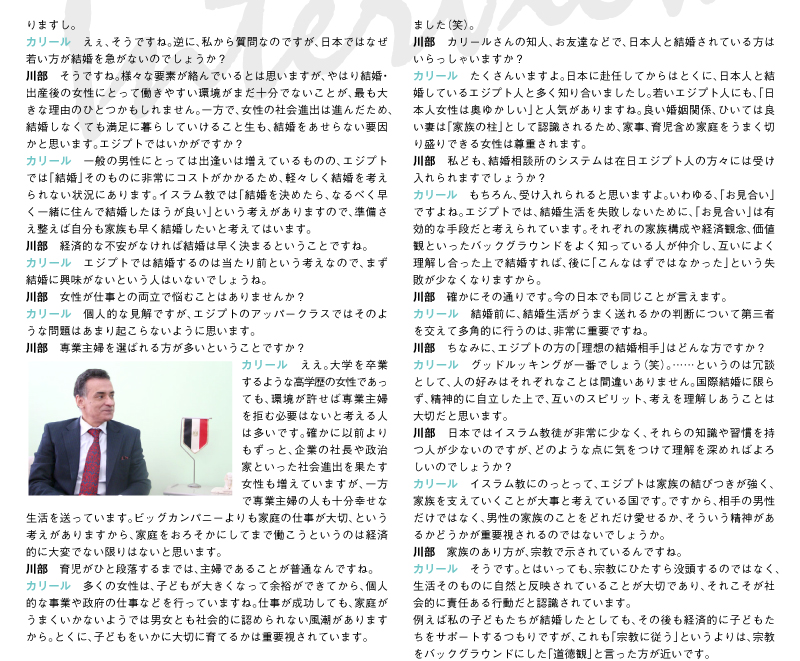 Interview
りますし。
カリール　えぇ、そうですね。逆に、私から質問なのですが、日本ではなぜ
若い方が結婚を急がないのでしょうか？
川部　そうですね。様々な要素が絡んでいるとは思いますが、やはり結婚・
出産後の女性にとって働きやすい環境がまだ十分でないことが、最も大
きな理由のひとつかもしれません。一方で、女性の社会進出は進んだため、
結婚しなくても満足に暮らしていけること生も、結婚をあせらない要因
かと思います。エジプトではいかがですか？
カリール　一般の男性にとっては出逢いは増えているものの、エジプト
では「結婚」そのものに非常にコストがかかるため、軽々しく結婚を考え
られない状況にあります。イスラム教では「結婚を決めたら、なるべく早
く一緒に住んで結婚したほうが良い」という考えがありますので、準備さ
え整えば自分も家族も早く結婚したいと考えてはいます。
川部　経済的な不安がなければ結婚は早く決まるということですね。
カリール　エジプトでは結婚するのは当たり前という考えなので、まず
結婚に興味がないという人はいないでしょうね。
川部　女性が仕事との両立で悩むことはありませんか？
カリール　個人的な見解ですが、エジプトのアッパークラスではそのよ
うな問題はあまり起こらないように思います。
川部　専業主婦を選ばれる方が多いということですか？
カリール　ええ。大学を卒業
するような高学歴の女性であっ
ても、環境が許せば専業主婦
を拒む必要はないと考える人
は多いです。確かに以前より
もずっと、企業の社長や政治
家といった社会進出を果たす
女性も増えていますが、一方
で専業主婦の人も十分幸せな
生活を送っています。ビッグカンパニーよりも家庭の仕事が大切、という
考えがありますから、家庭をおろそかにしてまで働こうというのは経済
的に大変でない限りはないと思います。
川部　育児がひと段落するまでは、主婦であることが普通なんですね。
カリール　多くの女性は、子どもが大きくなって余裕ができてから、個人
的な事業や政府の仕事などを行っていますね。仕事が成功しても、家庭が
うまくいかないようでは男女とも社会的に認められない風潮があります
から。とくに、子どもをいかに大切に育てるかは重要視されています。
ました（笑）。
川部　カリールさんの知人、お友達などで、日本人と結婚されている方は
いらっしゃいますか？
カリール　たくさんいますよ。日本に赴任してからはとくに、日本人と結
婚しているエジプト人と多く知り合いましたし。若いエジプト人にも、「日
本人女性は奥ゆかしい」と人気がありますね。良い婚姻関係、ひいては良
い妻は「家族の柱」として認識されるため、家事、育児含め家庭をうまく切
り盛りできる女性は尊重されます。
川部　私ども、結婚相談所のシステムは在日エジプト人の方々には受け
入れられますでしょうか？
カリール　もちろん、受け入れられると思いますよ。いわゆる、「お見合い」
ですよね。エジプトでは、結婚生活を失敗しないために、「お見合い」は有
効的な手段だと考えられています。それぞれの家族構成や経済観念、価値
観といったバックグラウンドをよく知っている人が仲介し、互いによく
理解し合った上で結婚すれば、後に「こんなはずではなかった」という失
敗が少なくなりますから。
川部　確かにその通りです。今の日本でも同じことが言えます。
カリール　結婚前に、結婚生活がうまく送れるかの判断について第三者
を交えて多角的に行うのは、非常に重要ですね。
川部　ちなみに、エジプトの方の「理想の結婚相手」はどんな方ですか？
カリール　グッドルッキングが一番でしょう（笑）。……というのは冗談
として、人の好みはそれぞれなことは間違いありません。国際結婚に限ら
ず、精神的に自立した上で、互いのスピリット、考えを理解しあうことは
大切だと思います。
川部　日本ではイスラム教徒が非常に少なく、それらの知識や習慣を持
つ人が少ないのですが、どのような点に気をつけて理解を深めればよろ
しいのでしょうか？
カリール　イスラム教にのっとって、エジプトは家族の結びつきが強く、
家族を支えていくことが大事と考えている国です。ですから、相手の男性
だけではなく、男性の家族のことをどれだけ愛せるか、そういう精神があ
るかどうかが重要視されるのではないでしょうか。
川部　家族のあり方が、宗教で示されているんですね。
カリール　そうです。とはいっても、宗教にひたすら没頭するのではなく、
生活そのものに自然と反映されていることが大切であり、それこそが社
会的に責任ある行動だと認識されています。
例えば私の子どもたちが結婚したとしても、その後も経済的に子どもた
ちをサポートするつもりですが、これも「宗教に従う」というよりは、宗教
をバックグラウンドにした「道徳観」と言った方が近いです。